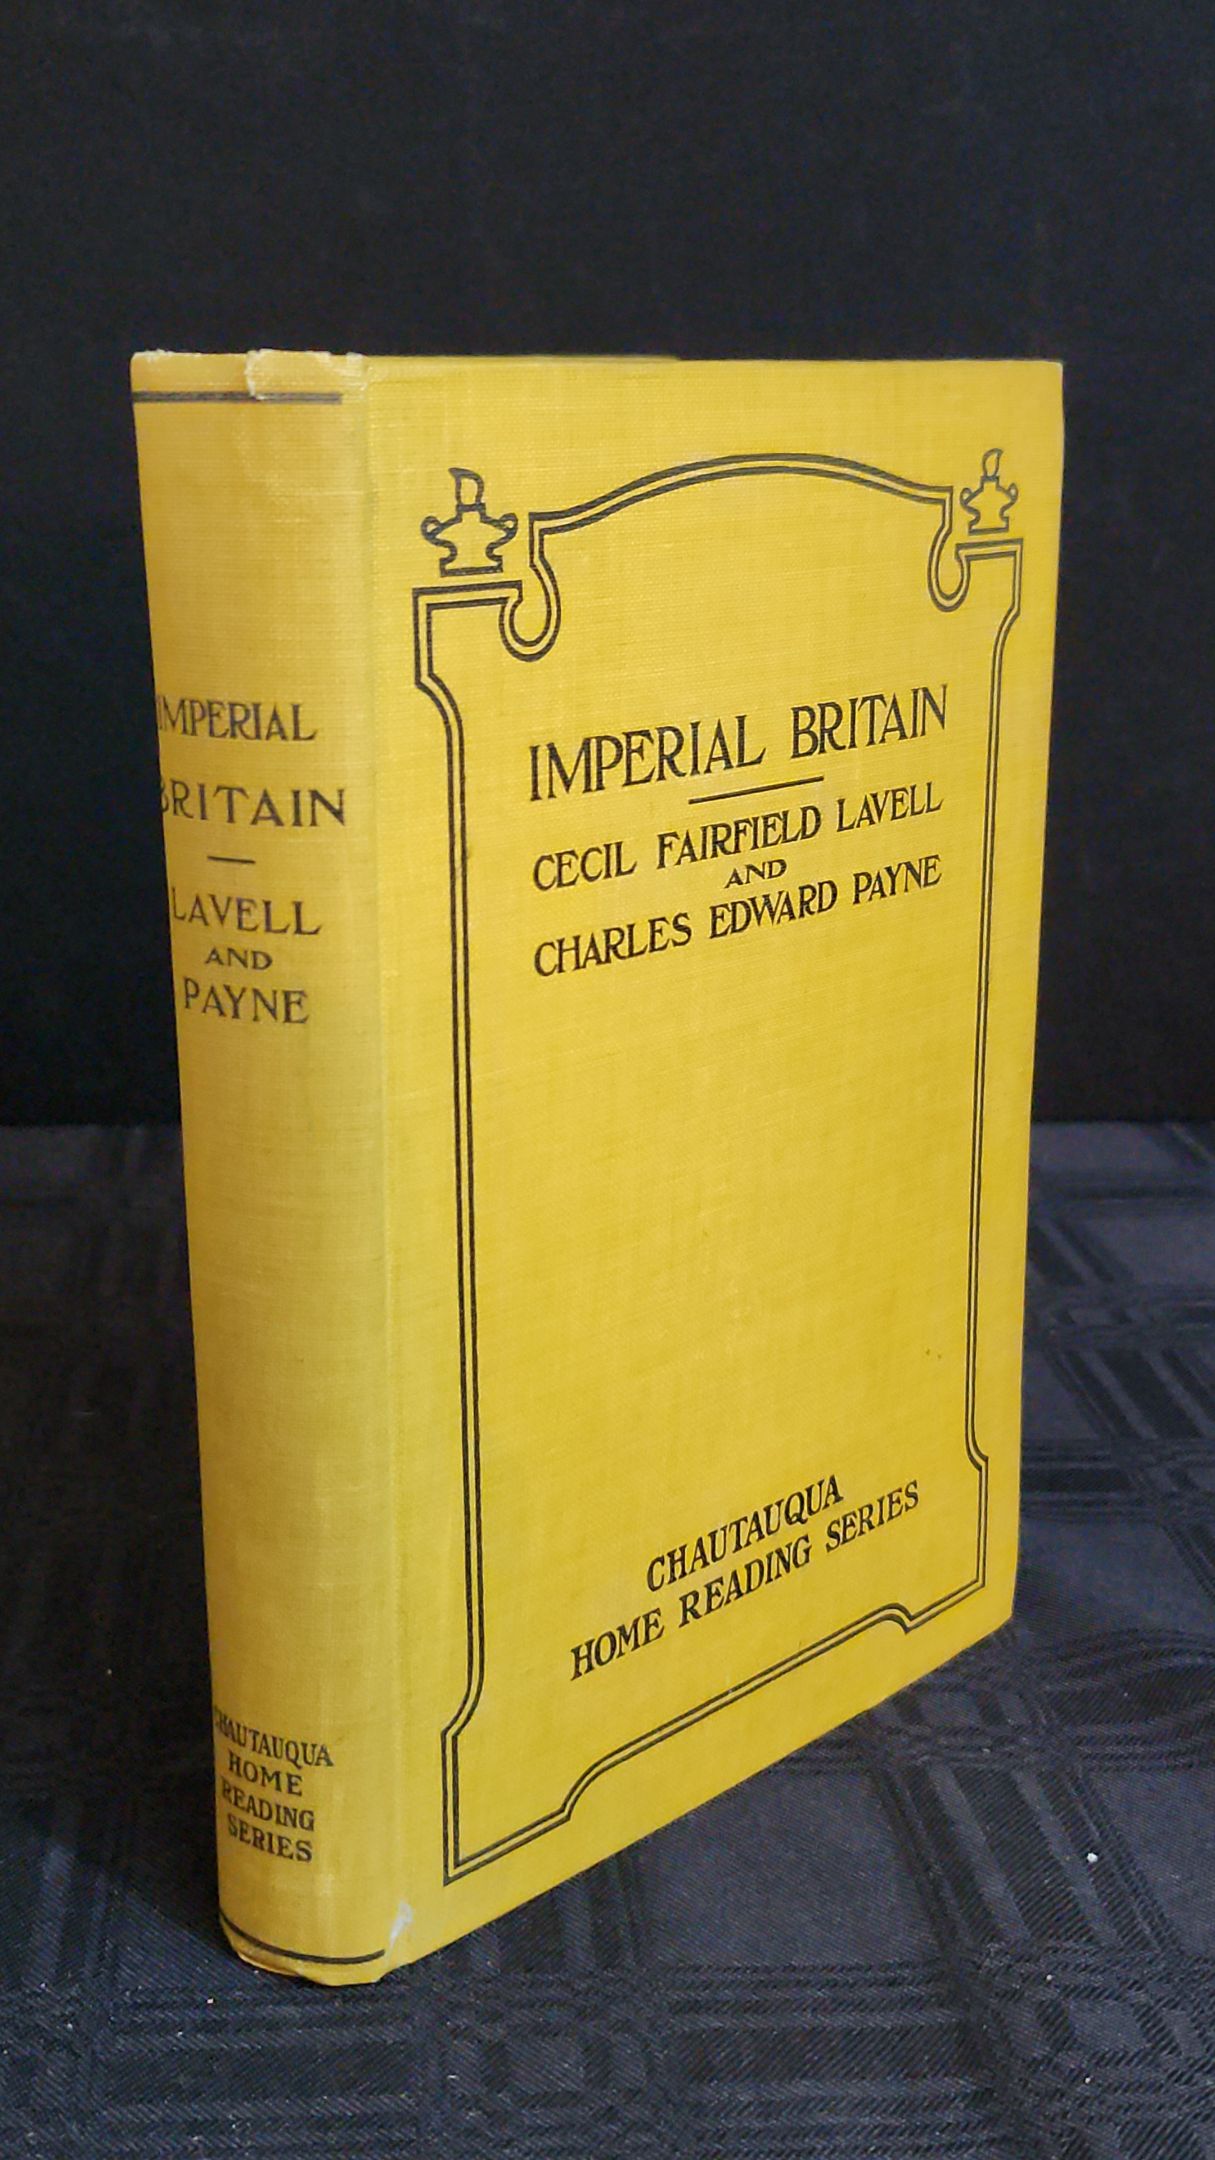 IMPERIAL
BRITAIN
LAVELL
AND
PAYNE
CHAUTAUQUA
HOME
READING
SERIES
IMPERIAL BRITAIN
CECIL FAIRFIELD LAVELL
AND
CHARLES EDWARD PAYNE
CHAUTAUQUA
HOME READING SERIES